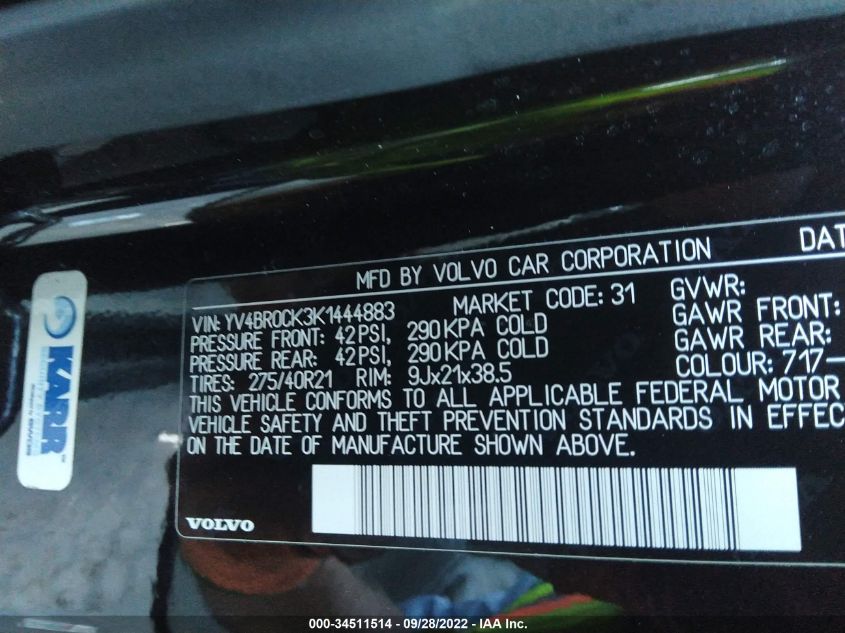 MFD BY VOLVO CAR CORPORATION DAT
VIN: YV4BR0CK3K1444883 MARKET CODE: 31 GVWR:
PRESSURE FRONT: 42 PSI, 290 KPA COLD GAWR FRONT:
PRESSURE REAR: 42 PSI, 290 KPA COLD GAWR REAR:
TIRES: 275/40R21 RIM: 9Jx21x38.5 COLOUR: 717-
THIS VEHICLE CONFORMS TO ALL APPLICABLE FEDERAL MOTOR
VEHICLE SAFETY AND THEFT PREVENTION STANDARDS IN EFFEC
ON THE DATE OF MANUFACTURE SHOWN ABOVE.
VOLVO
KARR
000-34511514 - 09/28/2022 - IAA Inc.